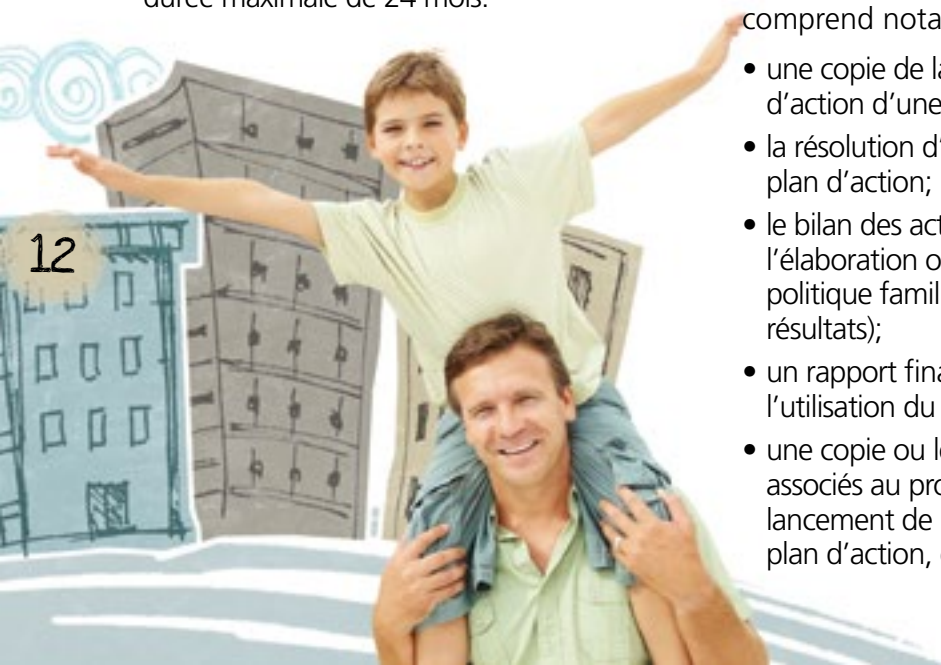 durée maximale de 24 mois.
12
comprend nota
• une copie de la
d'action d'une
• la résolution d'
plan d'action;
• le bilan des act
l'élaboration o
politique famil
résultats);
• un rapport fina
l'utilisation du
• une copie ou le
associés au pro
lancement de
plan d'action,